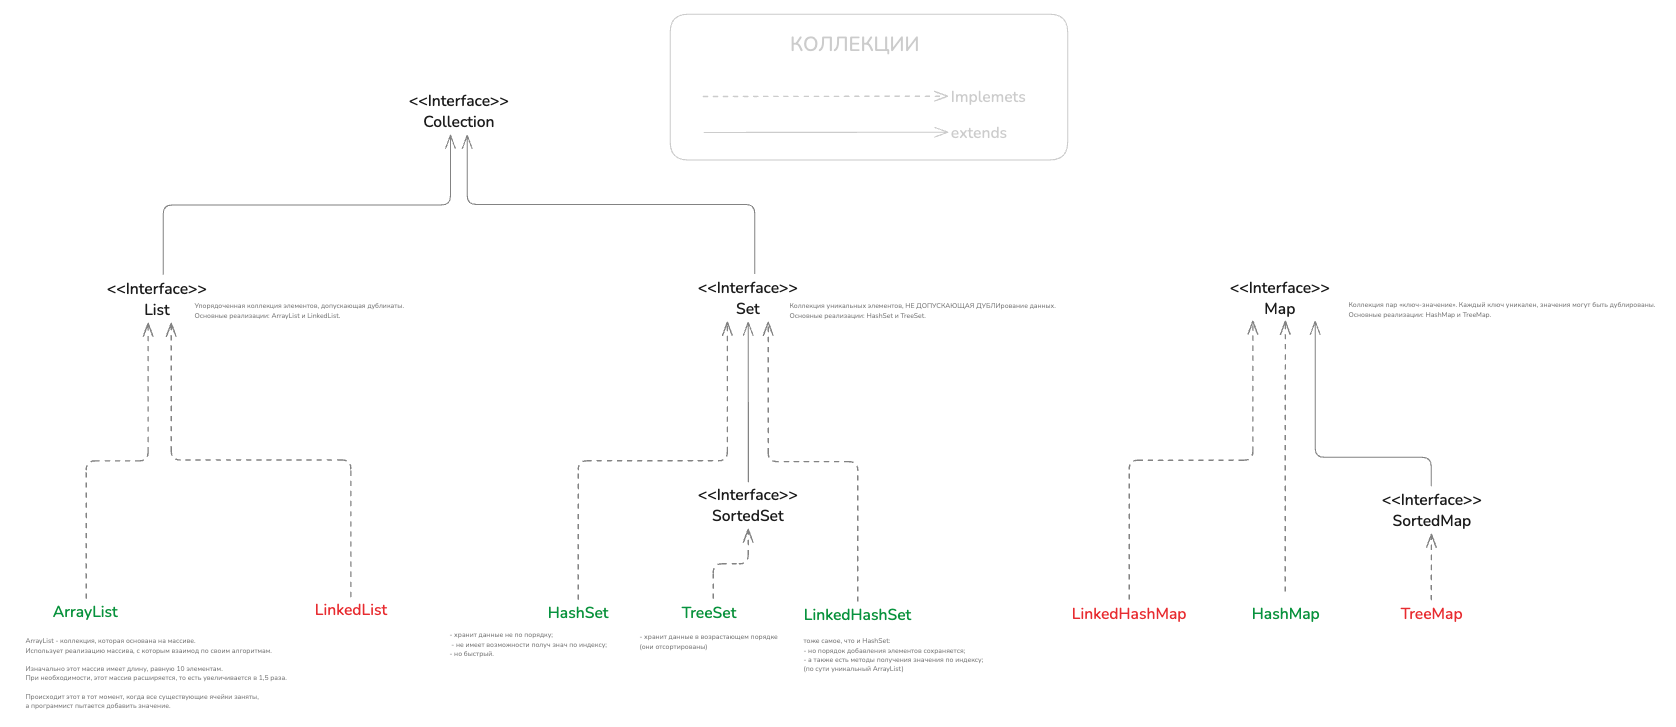 КОЛЛЕКЦИИ
Implemets
extends
<<Interface>>
Collection
<<Interface>>
List
Упорядоченная коллекция элементов, допускающая дубликаты.
Основные реализации: ArrayList и LinkedList.
<<Interface>>
Set
Коллекция уникальных элементов, НЕ ДОПУСКАЮЩАЯ ДУБЛИрование данных.
Основные реализации: HashSet и TreeSet.
<<Interface>>
Map
Коллекция пар «ключ-значение». Каждый ключ уникален, значения могут быть дублированы.
Основные реализации: HashMap и TreeMap.
<<Interface>>
SortedSet
<<Interface>>
SortedMap
ArrayList
ArrayList - коллекция, которая основана на массиве.
Использует реализацию массива, с которым взаимод по своим алгоритмам.
Изначально этот массив имеет длину, равную 10 элементам.
При необходимости, этот массив расширяется, то есть увеличивается в 1,5 раза.
Происходит этот в тот момент, когда все существующие ячейки заняты,
а программист пытается добавить значение.
LinkedList
HashSet
- хранит данные не по порядку;
- не имеет возможности получ знач по индексу;
- но быстрый.
TreeSet
- хранит данные в возрастающем порядке
(они отсортированы)
LinkedHashSet
тоже самое, что и HashSet:
- но порядок добавления элементов сохраняется;
- а также есть методы получения значения по индексу;
(по сути уникальный ArrayList)
LinkedHashMap
HashMap
TreeMap